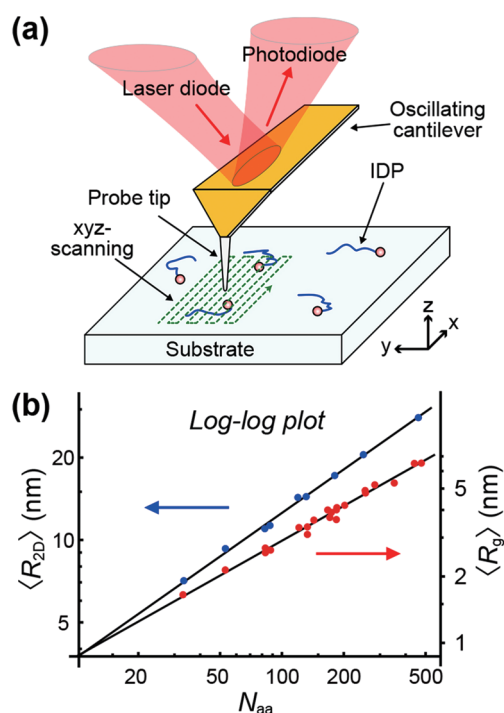 (a)
Photodiode
Laser diode
Oscillating
cantilever
Probe tip
IDP
xyz-
scanning
Substrate
z
x
y
(b)
Log-log plot
⟨R2D⟩ (nm)
20
10
5
⟨Rg⟩ (nm)
5
2
1
20
50
100
200
500
Naa